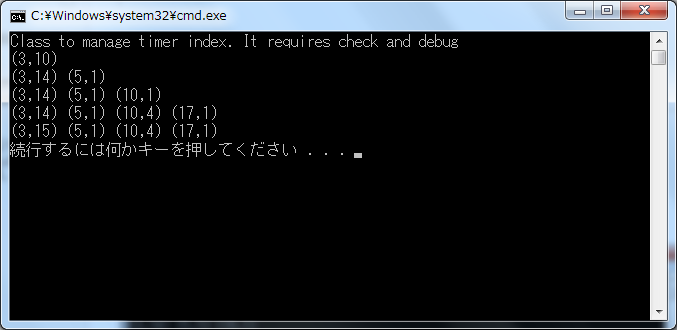 C:¥Windows¥system32¥cmd.exe
Class to manage timer index. It requires check and debug
(3,10)
(3,14) (5,1)
(3,14) (5,1) (10,1)
(3,14) (5,1) (10,4) (17,1)
(3,15) (5,1) (10,4) (17,1)
続行するには何かキーを押してください . . .